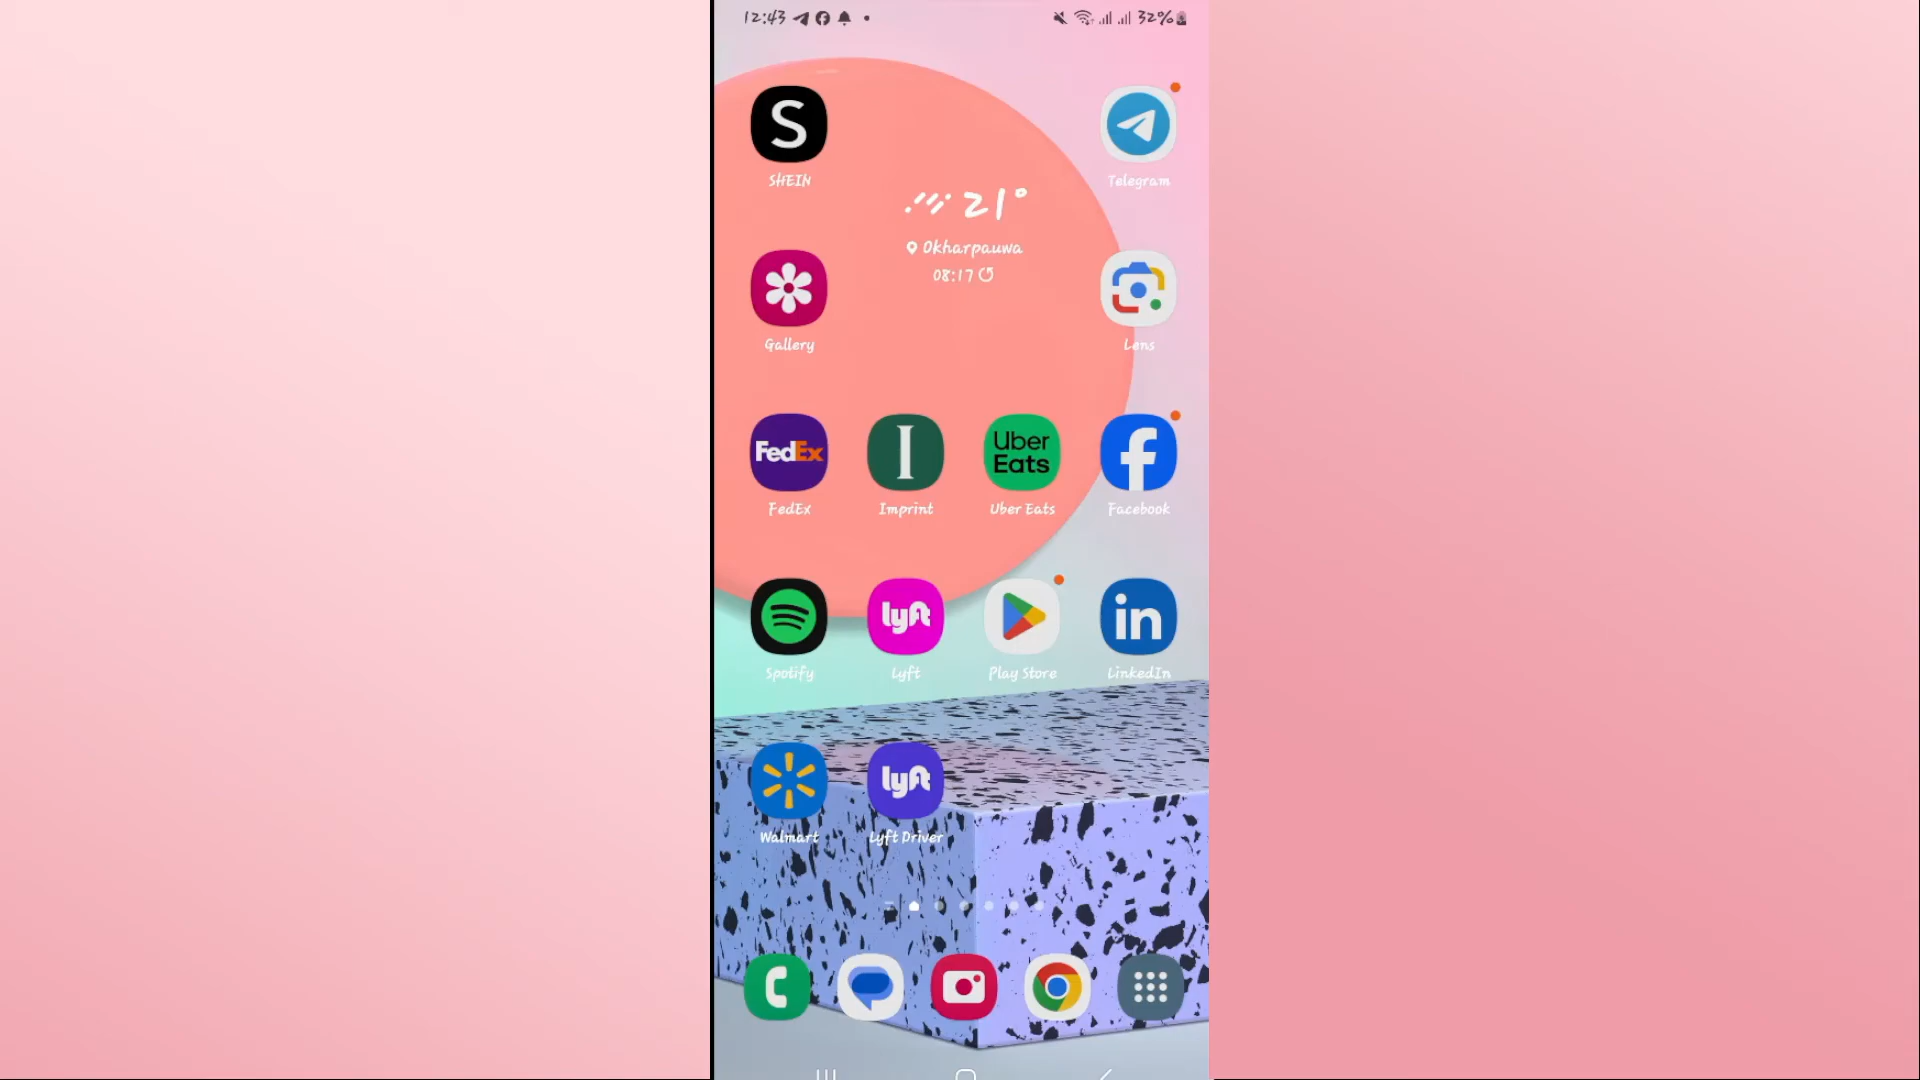 12:43 32%
S
SHEIN Telegram
21°
Okharpauwa
08:17
Gallery Lens
FedEx I Uber Eats f
FedEx Imprint Uber Eats Facebook
lyft in
Spotify Lyft Play Store LinkedIn
lyft
Walmart Lyft Driver